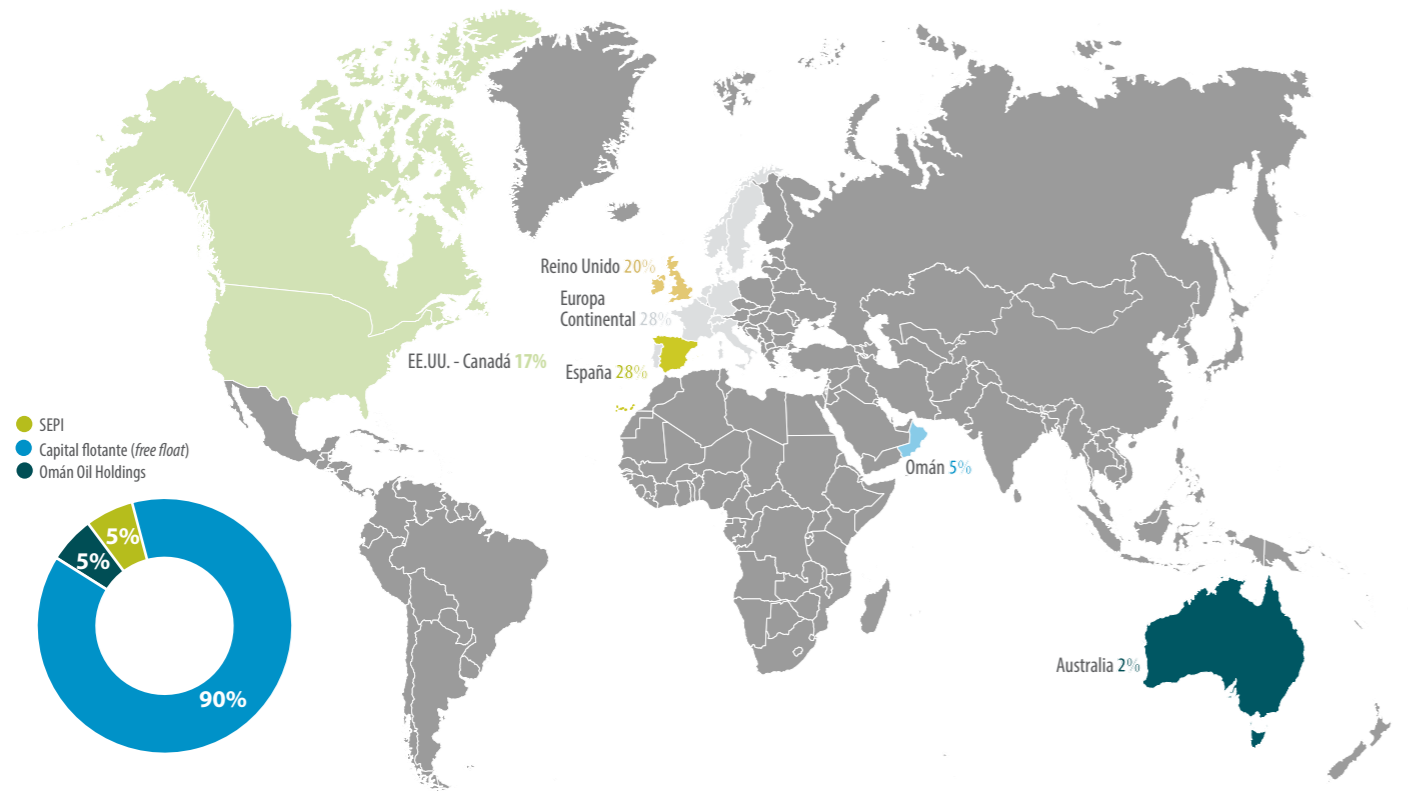 Reino Unido 20%
Europa
Continental 28%
EE.UU. - Canadá 17%
España 28%
SEPI
Capital flotante (free float)
Omán Oil Holdings
Omán 5%
5%
5%
90%
Australia 2%